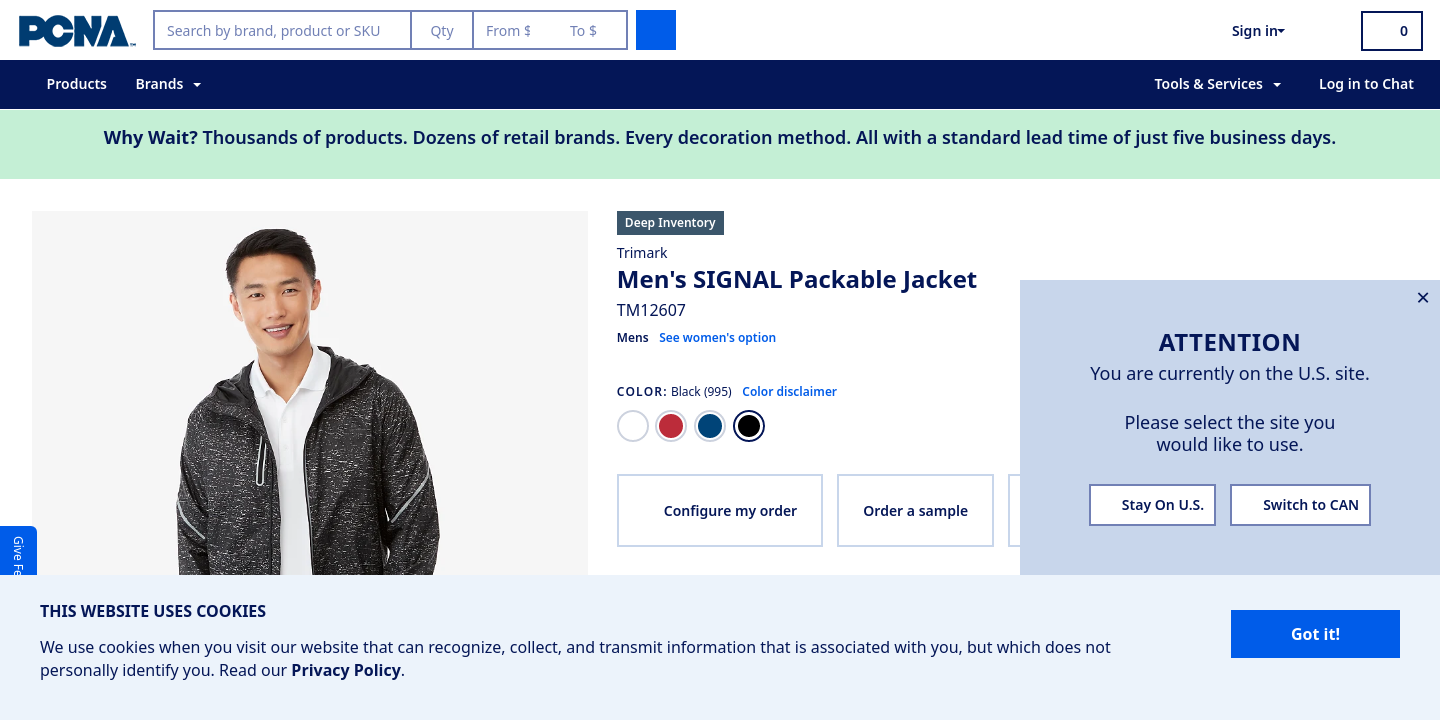 PCNA
Search by brand, product or SKU Qty From $ To $
Sign in 0
Products Brands Tools & Services Log in to Chat
Why Wait? Thousands of products. Dozens of retail brands. Every decoration method. All with a standard lead time of just five business days.
Deep Inventory
Trimark
Men's SIGNAL Packable Jacket
TM12607
Mens See women's option
COLOR: Black (995) Color disclaimer
Configure my order Order a sample
ATTENTION
You are currently on the U.S. site.
Please select the site you
would like to use.
Stay On U.S. Switch to CAN
Give Fe
THIS WEBSITE USES COOKIES
We use cookies when you visit our website that can recognize, collect, and transmit information that is associated with you, but which does not
personally identify you. Read our Privacy Policy.
Got it!